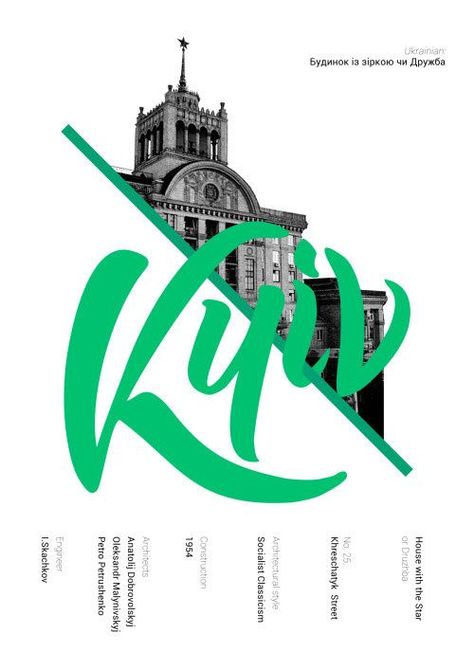 Ukrainian:
Будинок із зіркою чи Дружба
Kyiv
House with the Star
or Druzhba
No. 25,
Khreschatyk Street
Architectural style
Socialist Classicism
Construction
1954
Architects
Anatolij Dobrovolskyj
Oleksandr Malynivskyj
Petro Petrushenko
Engineer
I.Skachkov